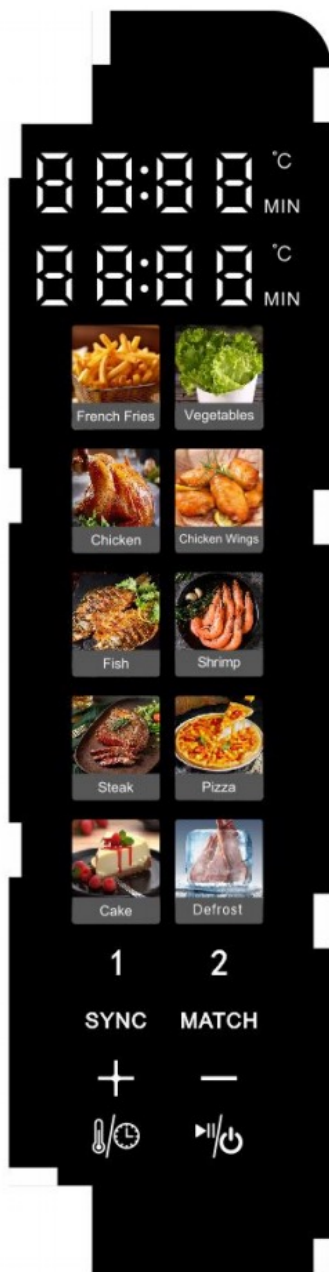 88:88 °C
MIN
88:88 °C
MIN
French Fries Vegetables
Chicken Chicken Wings
Fish Shrimp
Steak Pizza
Cake Defrost
1 2
SYNC MATCH
+ −